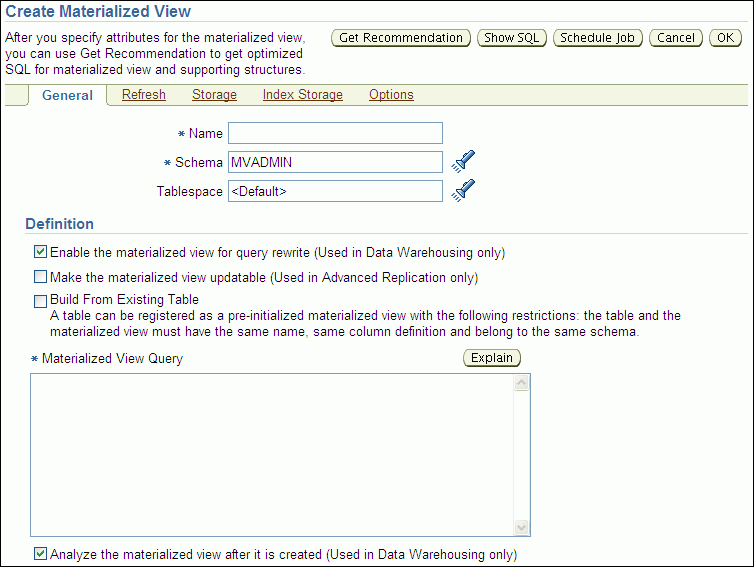 Create Materialized View
After you specify attributes for the materialized view,
you can use Get Recommendation to get optimized
SQL for materialized view and supporting structures.
Get Recommendation Show SQL Schedule Job Cancel OK
General Refresh Storage Index Storage Options
* Name
* Schema MVADMIN
Tablespace <Default>
Definition
Enable the materialized view for query rewrite (Used in Data Warehousing only)
Make the materialized view updatable (Used in Advanced Replication only)
Build From Existing Table
A table can be registered as a pre-initialized materialized view with the following restrictions: the table and the
materialized view must have the same name, same column definition and belong to the same schema.
* Materialized View Query Explain
Analyze the materialized view after it is created (Used in Data Warehousing only)